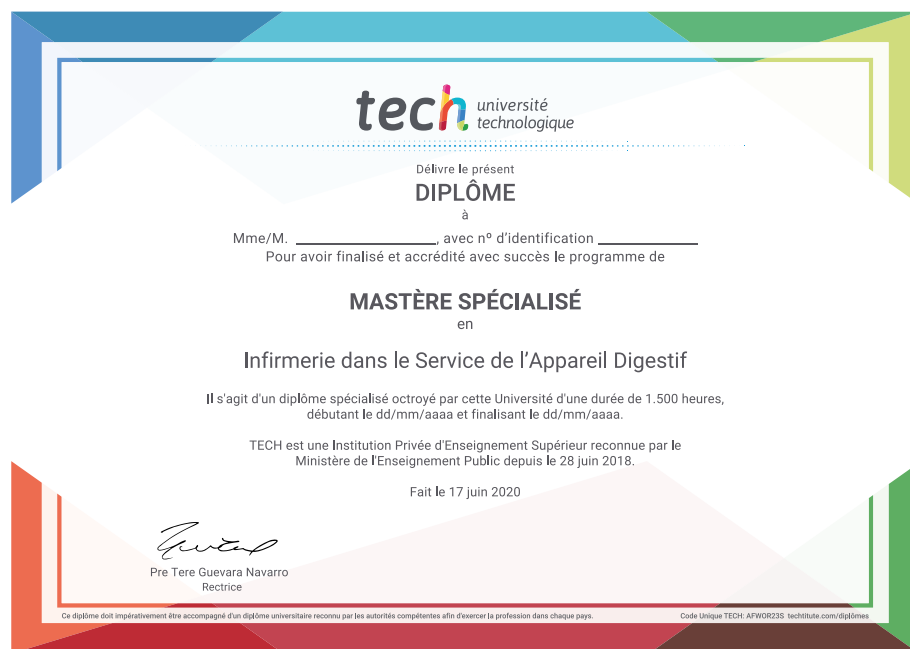 tech université
technologique
Délivre le présent
DIPLÔME
à
Mme/M. ____________, avec nº d'identification ____________
Pour avoir finalisé et accrédité avec succès le programme de
MASTÈRE SPÉCIALISÉ
en
Infirmerie dans le Service de l'Appareil Digestif
Il s'agit d'un diplôme spécialisé octroyé par cette Université d'une durée de 1.500 heures,
débutant le dd/mm/aaaa et finalisant le dd/mm/aaaa.
TECH est une Institution Privée d'Enseignement Supérieur reconnue par le
Ministère de l'Enseignement Public depuis le 28 juin 2018.
Fait le 17 juin 2020
Pre Tere Guevara Navarro
Rectrice
Ce diplôme doit impérativement être accompagné d'un diplôme universitaire reconnu par les autorités compétentes afin d'exercer la profession dans chaque pays. Code Unique TECH: AFWOR23S techtitute.com/diplômes